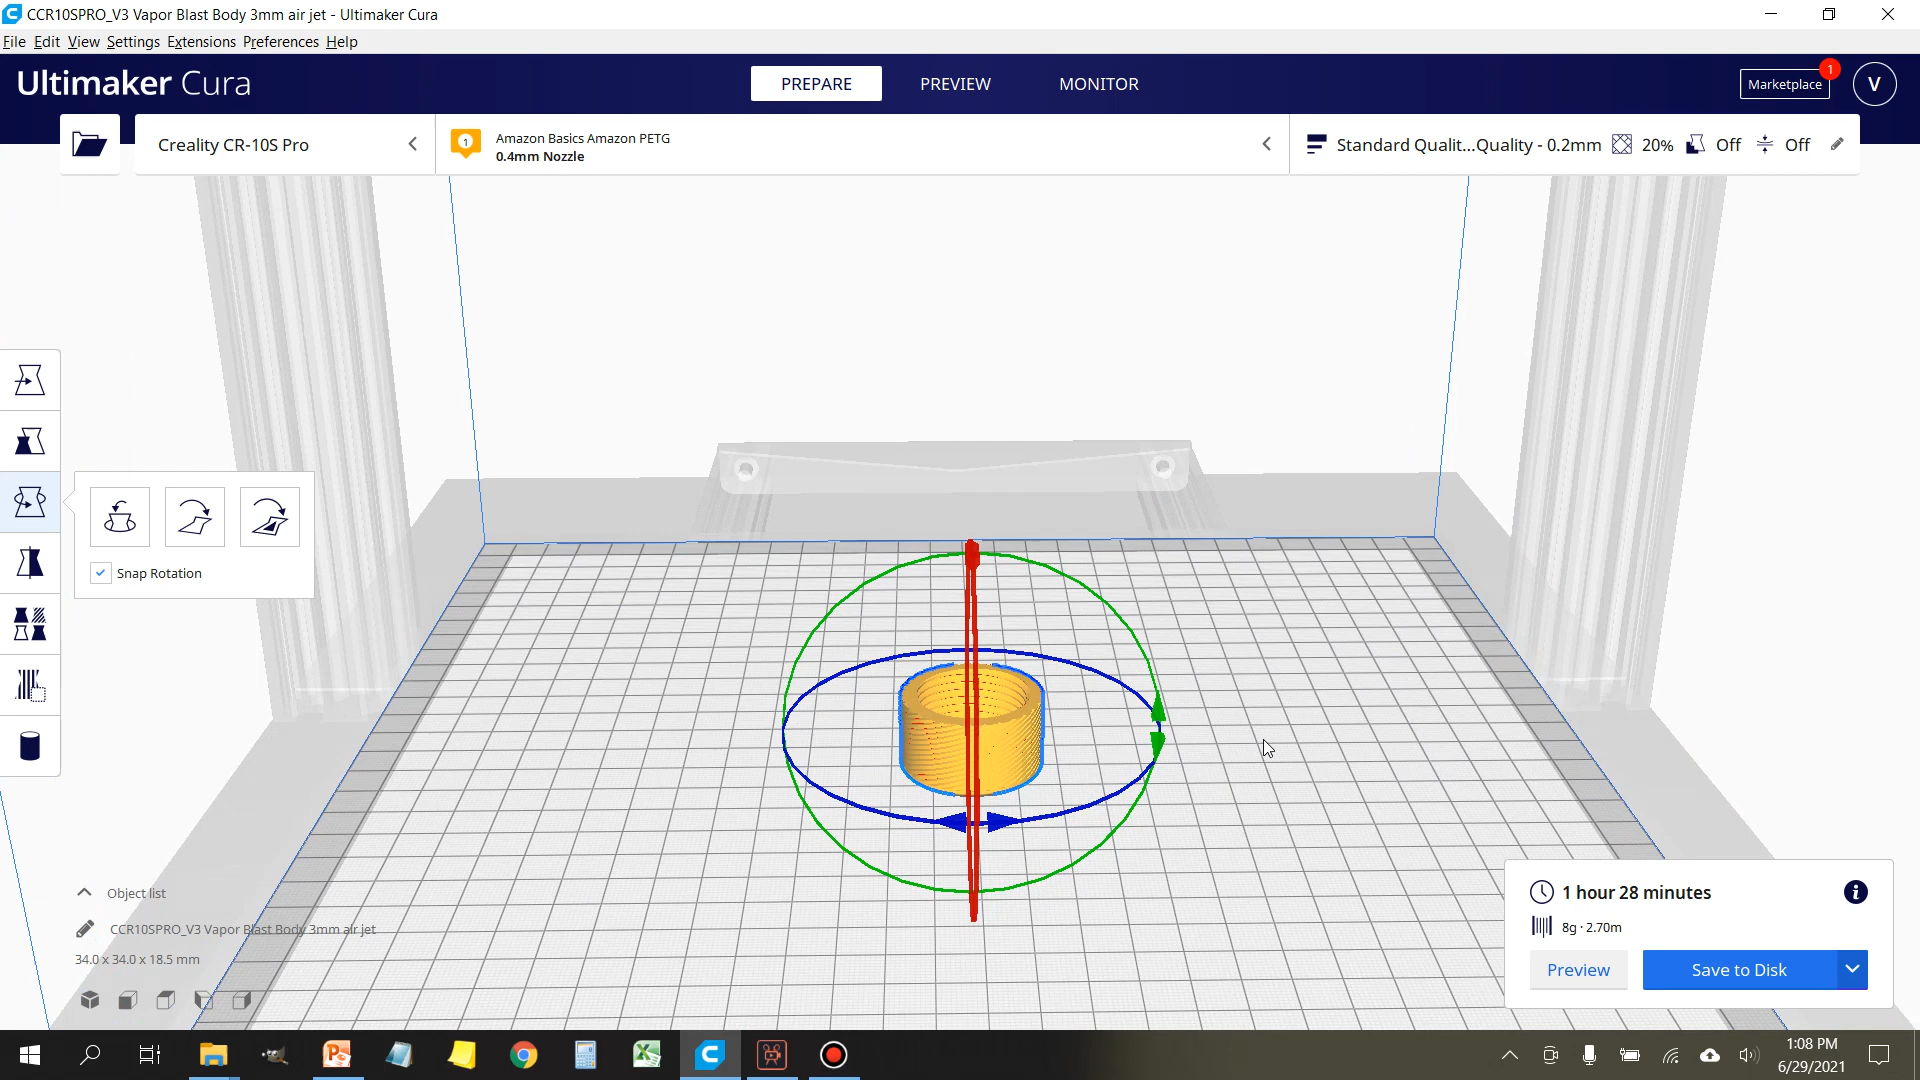 CCR10SPRO_V3 Vapor Blast Body 3mm air jet - Ultimaker Cura
File Edit View Settings Extensions Preferences Help
Ultimaker Cura
PREPARE
PREVIEW
MONITOR
Marketplace
1
V
Creality CR-10S Pro
1
Amazon Basics Amazon PETG
0.4mm Nozzle
Standard Qualit...Quality - 0.2mm
20%
Off
Off
Snap Rotation
Object list
CCR10SPRO_V3 Vapor Blast Body 3mm air jet
34.0 x 34.0 x 18.5 mm
1 hour 28 minutes
8g · 2.70m
Preview
Save to Disk
1:08 PM
6/29/2021